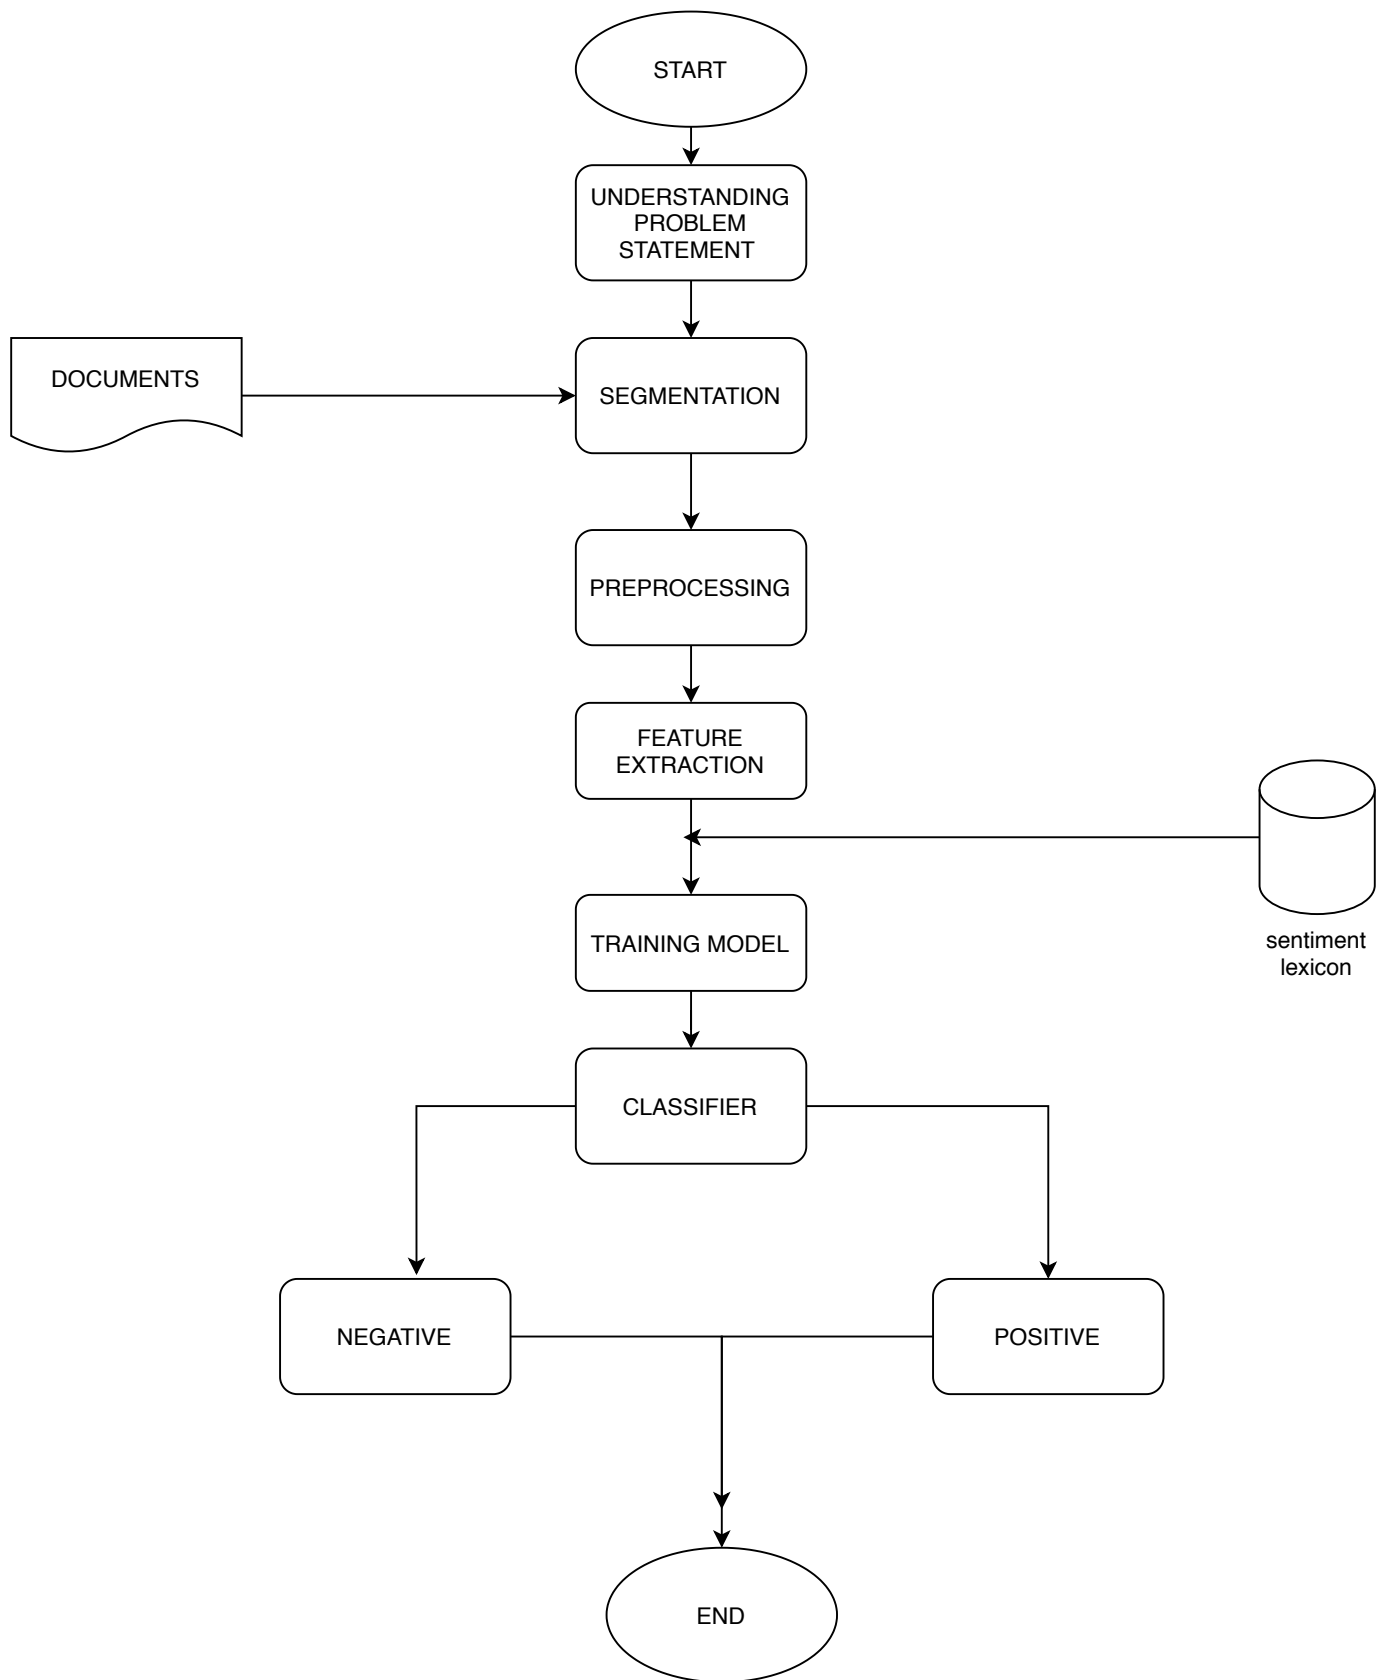 START
UNDERSTANDING
PROBLEM
STATEMENT
DOCUMENTS
SEGMENTATION
PREPROCESSING
FEATURE
EXTRACTION
TRAINING MODEL
sentiment
lexicon
CLASSIFIER
NEGATIVE
POSITIVE
END